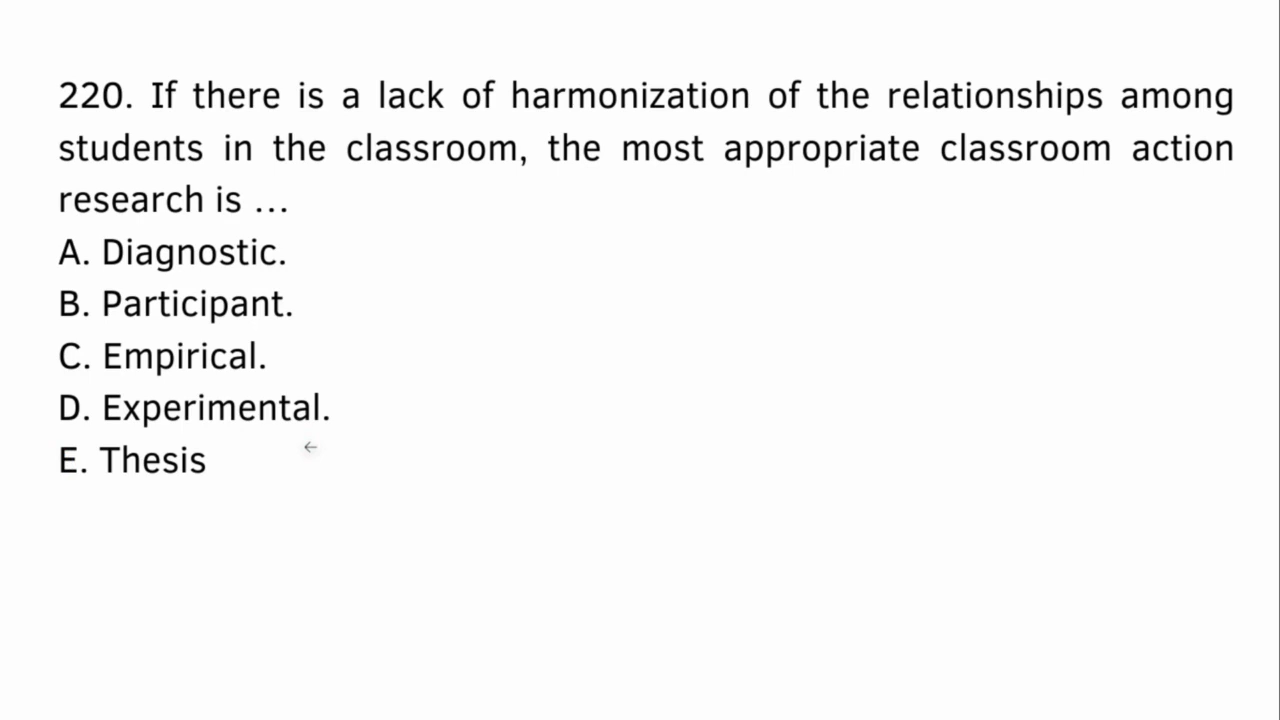 220. If there is a lack of harmonization of the relationships among
students in the classroom, the most appropriate classroom action
research is ...
A. Diagnostic.
B. Participant.
C. Empirical.
D. Experimental.
E. Thesis